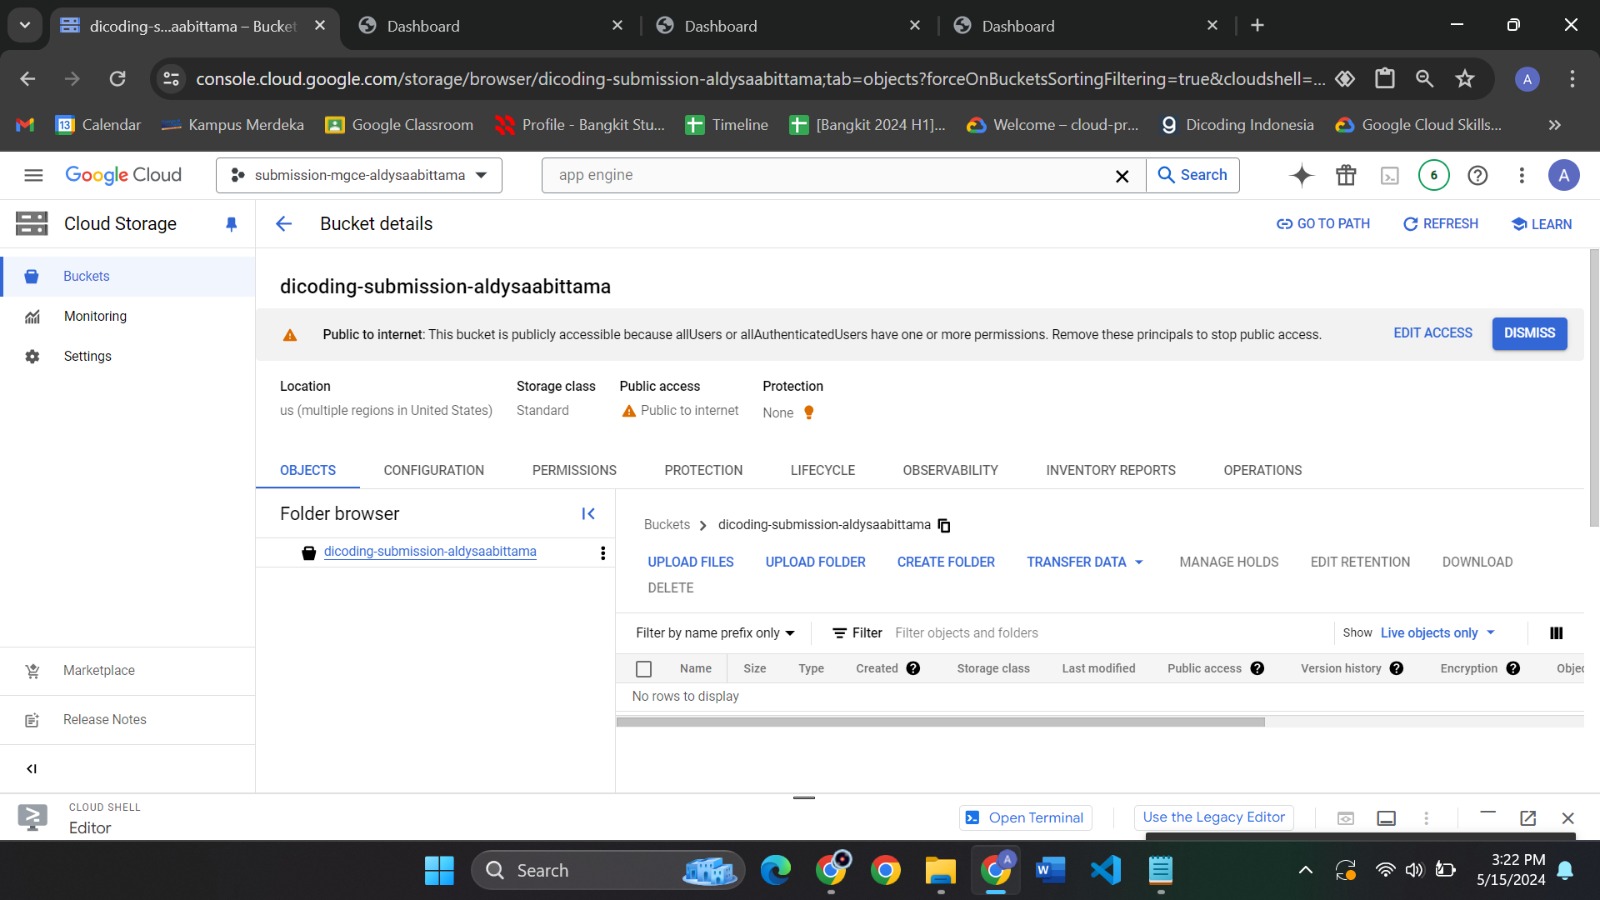 dicoding-s...aabittama – Bucket
Dashboard
Dashboard
Dashboard
console.cloud.google.com/storage/browser/dicoding-submission-aldysaabittama;tab=objects?forceOnBucketsSortingFiltering=true&cloudshell=...
A
13 Calendar
Kampus Merdeka
Google Classroom
Profile - Bangkit Stu...
Timeline
[Bangkit 2024 H1]...
Welcome – cloud-pr...
Dicoding Indonesia
Google Cloud Skills...
Google Cloud
submission-mgce-aldysaabittama
app engine
Search
6
A
Cloud Storage
Bucket details
GO TO PATH
REFRESH
LEARN
Buckets
Monitoring
Settings
dicoding-submission-aldysaabittama
Public to internet: This bucket is publicly accessible because allUsers or allAuthenticatedUsers have one or more permissions. Remove these principals to stop public access.
EDIT ACCESS
DISMISS
Location Storage class Public access Protection
us (multiple regions in United States) Standard Public to internet None
OBJECTS CONFIGURATION PERMISSIONS PROTECTION LIFECYCLE OBSERVABILITY INVENTORY REPORTS OPERATIONS
Folder browser
dicoding-submission-aldysaabittama
Buckets dicoding-submission-aldysaabittama
UPLOAD FILES UPLOAD FOLDER CREATE FOLDER TRANSFER DATA MANAGE HOLDS EDIT RETENTION DOWNLOAD
DELETE
Filter by name prefix only
Filter Filter objects and folders
Show Live objects only
Name Size Type Created Storage class Last modified Public access Version history Encryption Objec
No rows to display
Marketplace
Release Notes
CLOUD SHELL
Editor
Open Terminal
Use the Legacy Editor
Search
A
W
3:22 PM
5/15/2024